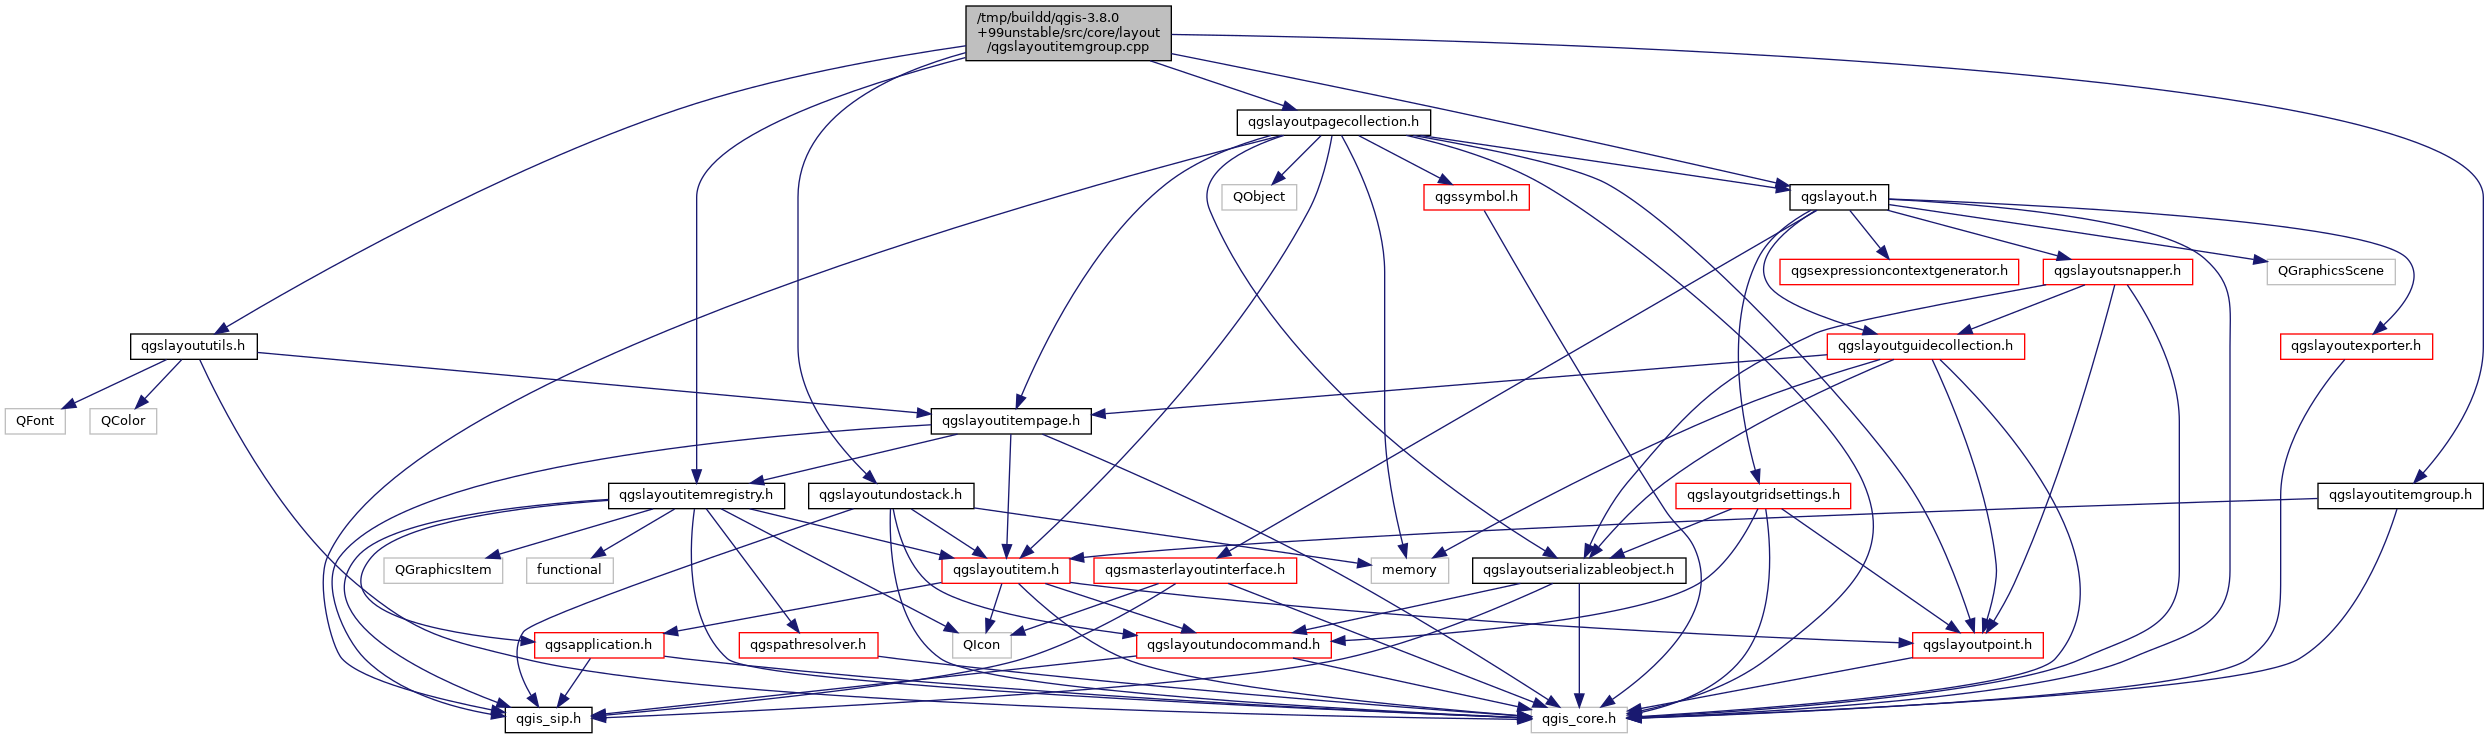 /tmp/buildd/qgis-3.8.0
+99unstable/src/core/layout
/qgslayoutitemgroup.cpp
qgslayoutpagecollection.h
QObject
qgssymbol.h
qgslayout.h
qgsexpressioncontextgenerator.h
qgslayoutsnapper.h
QGraphicsScene
qgslayoututils.h
qgslayoutguidecollection.h
qgslayoutexporter.h
QFont
QColor
qgslayoutitempage.h
qgslayoutitemregistry.h
qgslayoutundostack.h
qgslayoutgridsettings.h
qgslayoutitemgroup.h
QGraphicsItem
functional
qgslayoutitem.h
qgsmasterlayoutinterface.h
memory
qgslayoutserializableobject.h
qgsapplication.h
qgspathresolver.h
QIcon
qgslayoutundocommand.h
qgslayoutpoint.h
qgis_sip.h
qgis_core.h